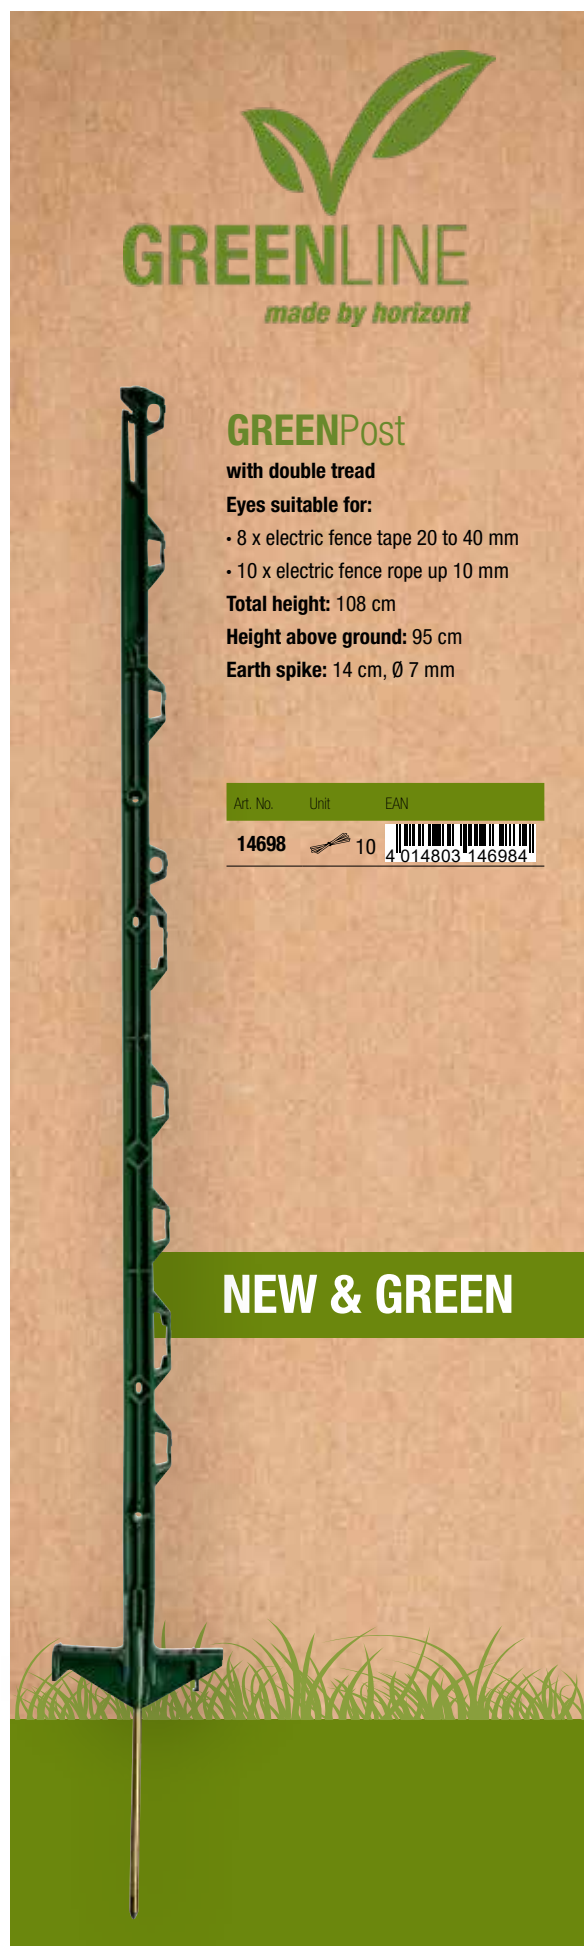 GREENLINE
made by horizont
GREENPost
with double tread
Eyes suitable for:
• 8 x electric fence tape 20 to 40 mm
• 10 x electric fence rope up 10 mm
Total height: 108 cm
Height above ground: 95 cm
Earth spike: 14 cm, Ø 7 mm
Art. No. Unit EAN
14698 10 4 014803 146984
NEW & GREEN